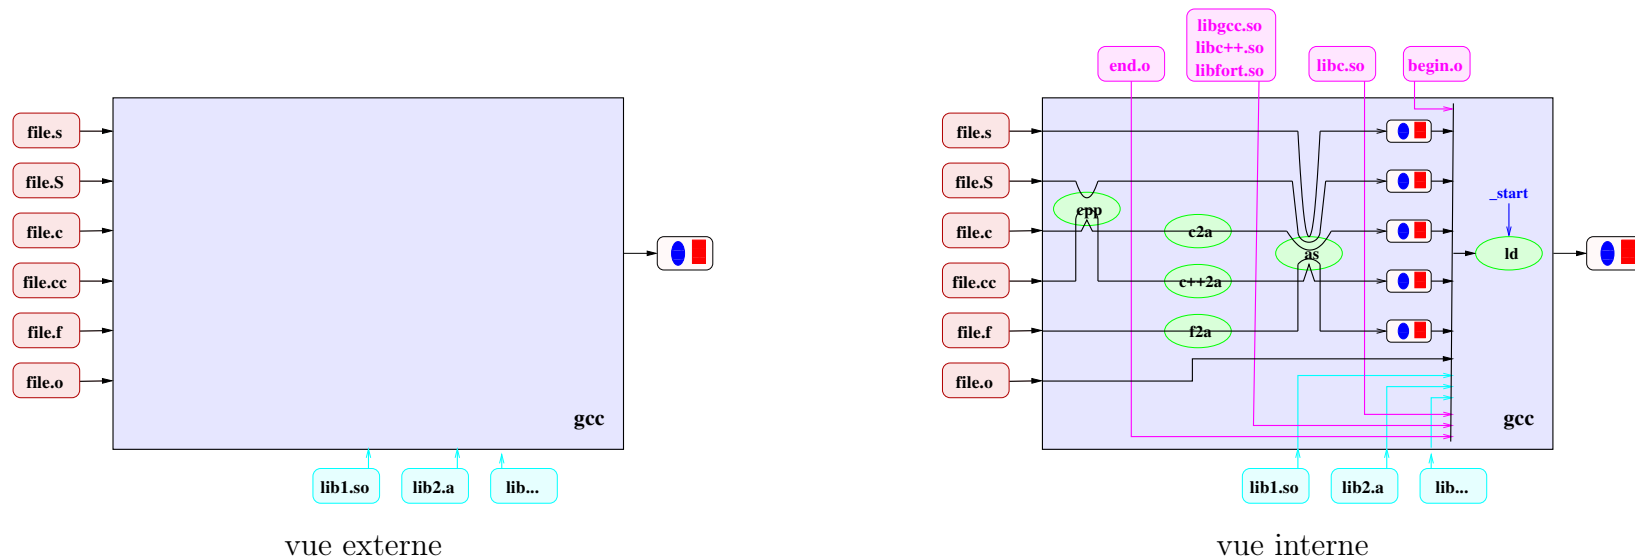 file.s
file.S
file.c
file.cc
file.f
file.o
gcc
lib1.so
lib2.a
lib...
vue externe
libgcc.so
libc++.so
libfort.so
end.o
libc.so
begin.o
file.s
file.S
file.c
file.cc
file.f
file.o
cpp
c2a
c++2a
f2a
as
_start
ld
gcc
lib1.so
lib2.a
lib...
vue interne